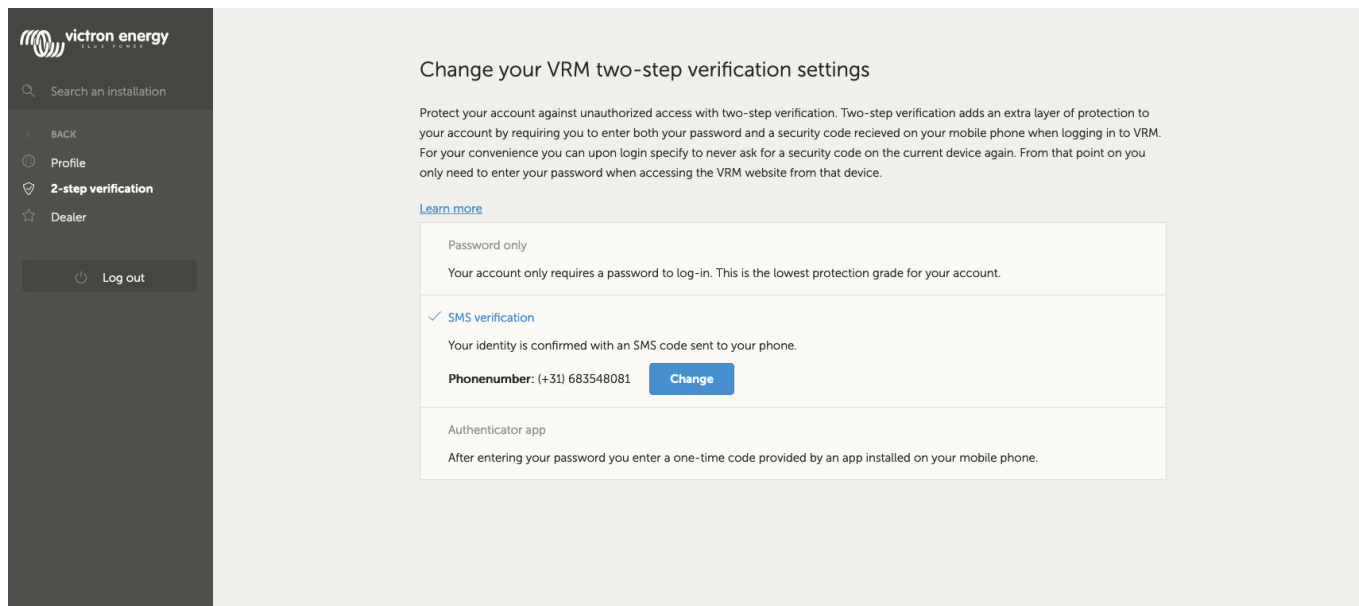 victron energy
BLUE POWER
Search an installation
BACK
Profile
2-step verification
Dealer
Log out
Change your VRM two-step verification settings
Protect your account against unauthorized access with two-step verification. Two-step verification adds an extra layer of protection to
your account by requiring you to enter both your password and a security code recieved on your mobile phone when logging in to VRM.
For your convenience you can upon login specify to never ask for a security code on the current device again. From that point on you
only need to enter your password when accessing the VRM website from that device.
Learn more
Password only
Your account only requires a password to log-in. This is the lowest protection grade for your account.
SMS verification
Your identity is confirmed with an SMS code sent to your phone.
Phonenumber: (+31) 683548081 Change
Authenticator app
After entering your password you enter a one-time code provided by an app installed on your mobile phone.